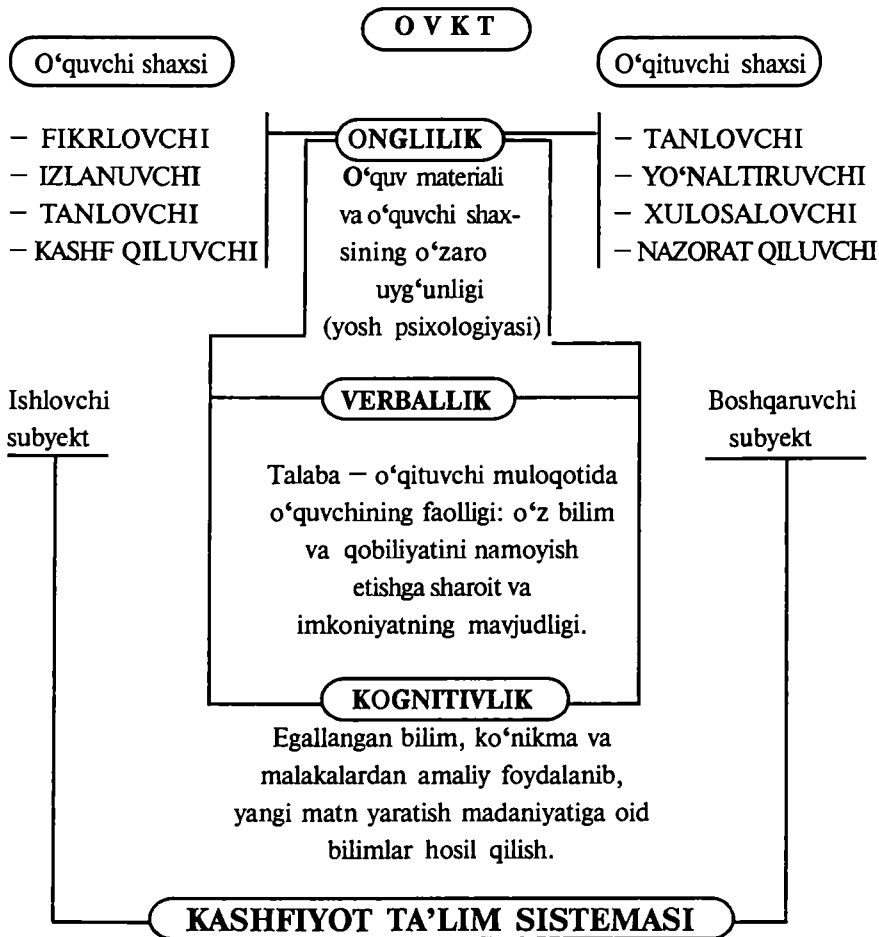 O V K T
O‘quvchi shaxsi
O‘qituvchi shaxsi
– FIKRLOVCHI
– IZLANUVCHI
– TANLOVCHI
– KASHF QILUVCHI
ONGLILIK
O‘quv materiali
va o‘quvchi shax-
sining o‘zaro
uyg‘unligi
(yosh psixologiyasi)
– TANLOVCHI
– YO‘NALTIRUVCHI
– XULOSALOVCHI
– NAZORAT QILUVCHI
Ishlovchi
subyekt
VERBALLIK
Boshqaruvchi
subyekt
Talaba – o‘qituvchi muloqotida
o‘quvchining faolligi: o‘z bilim
va qobiliyatini namoyish
etishga sharoit va
imkoniyatning mavjudligi.
KOGNITIVLIK
Egallangan bilim, ko‘nikma va
malakalardan amaliy foydalanib,
yangi matn yaratish madaniyatiga oid
bilimlar hosil qilish.
KASHFIYOT TA’LIM SISTEMASI